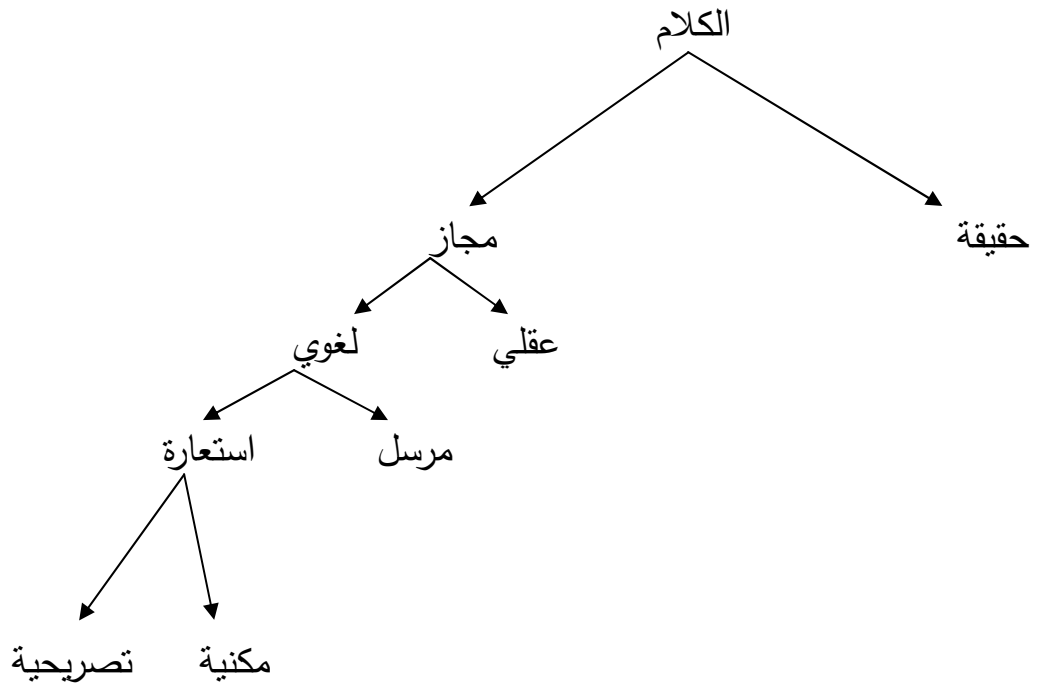 الكلام
حقيقة
مجاز
عقلي
لغوي
مرسل
استعارة
مكنية
تصريحية